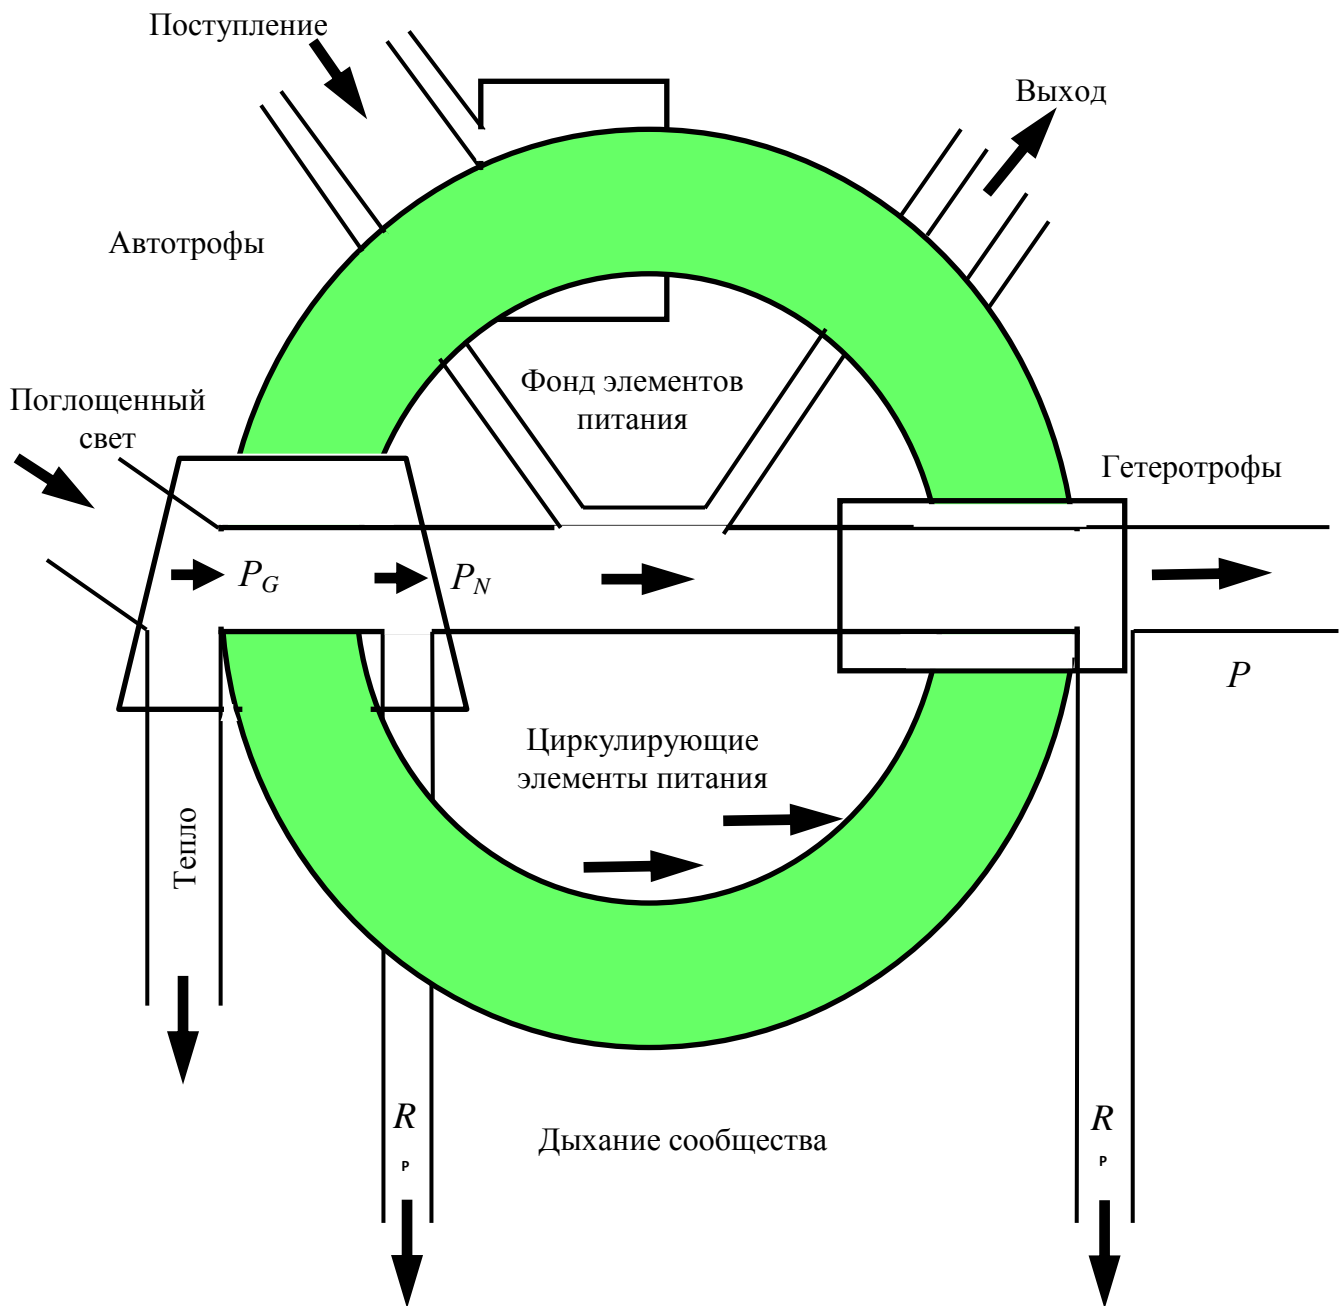 Поступление
Выход
Автотрофы
Фонд элементов
питания
Поглощенный
свет
Гетеротрофы
P_G
P_N
P
Циркулирующие
элементы питания
Тепло
R
P
Дыхание сообщества
R
P